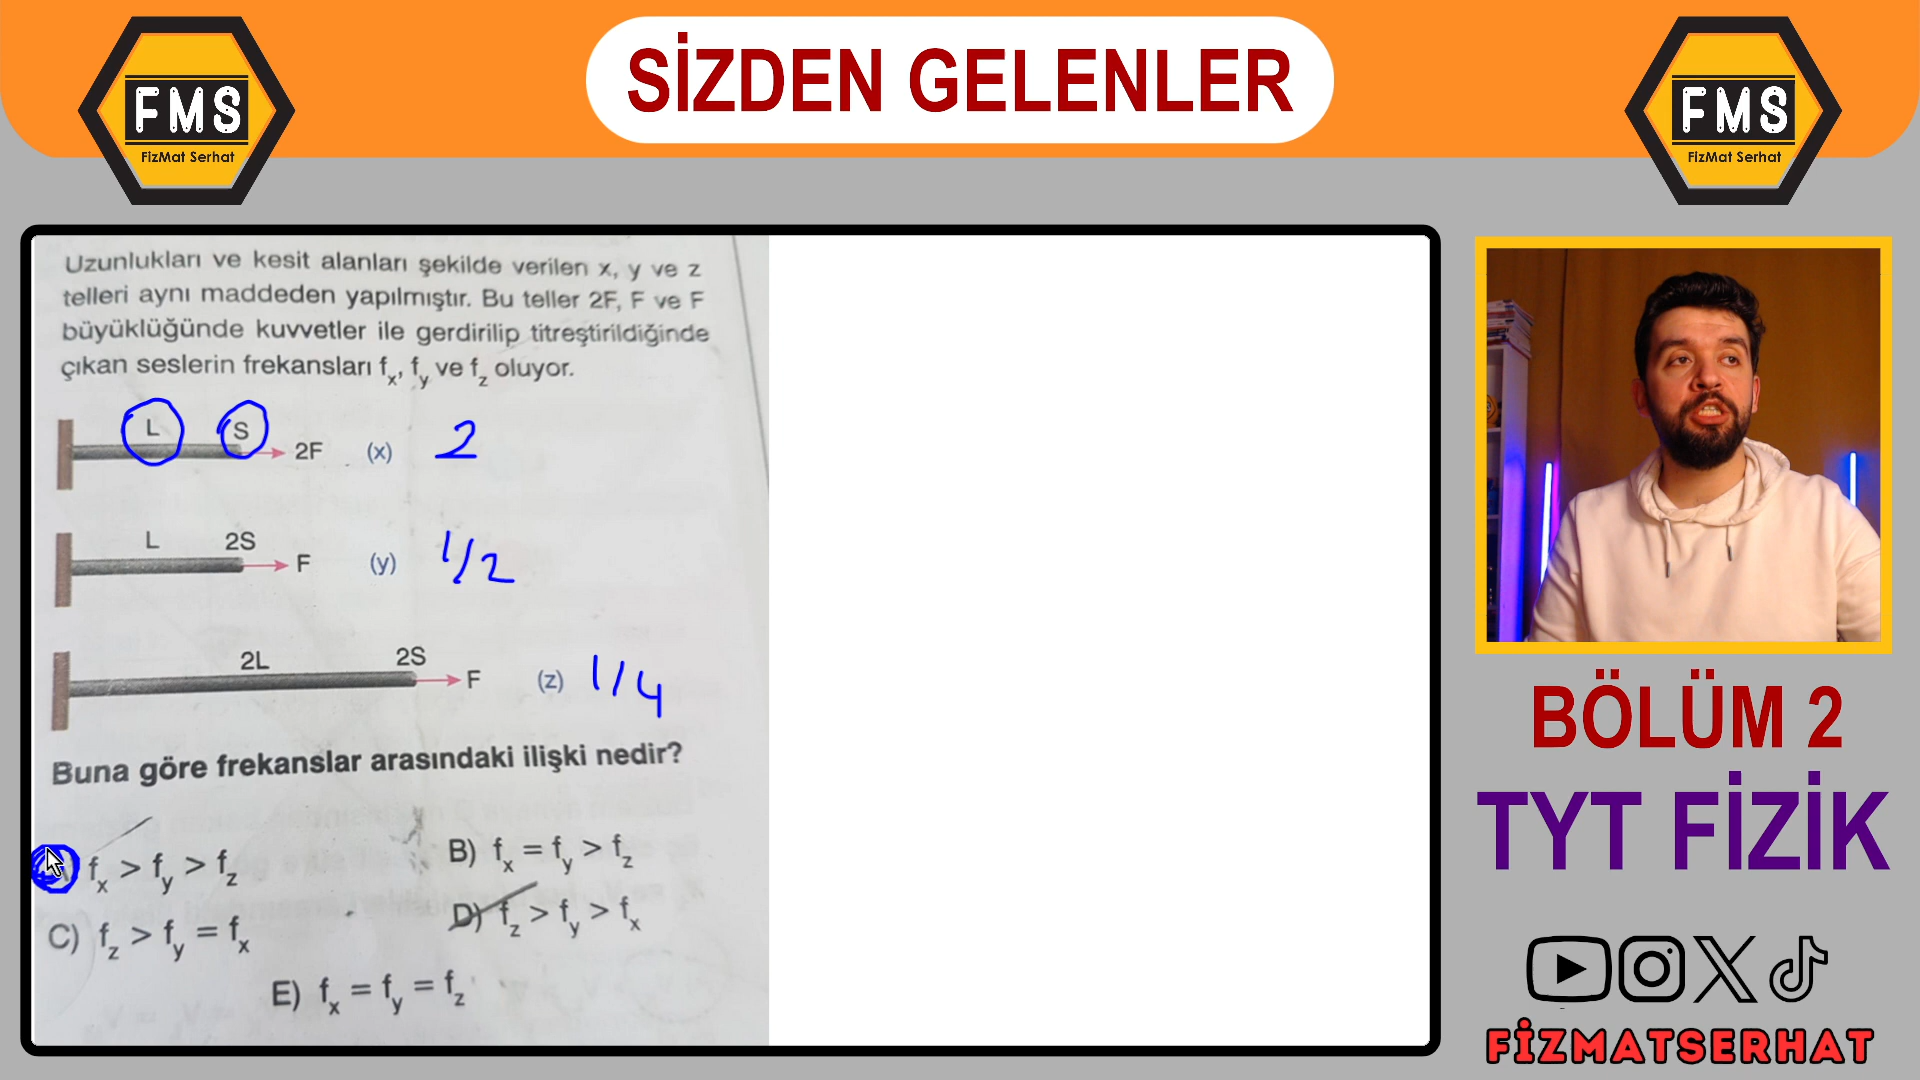 SİZDEN GELENLER
FMS
FizMat Serhat
FMS
FizMat Serhat
Uzunlukları ve kesit alanları şekilde verilen x, y ve z
telleri aynı maddeden yapılmıştır. Bu teller 2F, F ve F
büyüklüğünde kuvvetler ile gerdirilip titreştirildiğinde
çıkan seslerin frekansları fx, fy ve fz oluyor.
L S 2F (x) 2
L 2S F (y) 1/2
2L 2S F (z) 1/4
Buna göre frekanslar arasındaki ilişki nedir?
fx > fy > fz
B) fx = fy > fz
C) fz > fy = fx
D) fz > fy > fx
E) fx = fy = fz
BÖLÜM 2
TYT FİZİK
FİZMATSERHAT